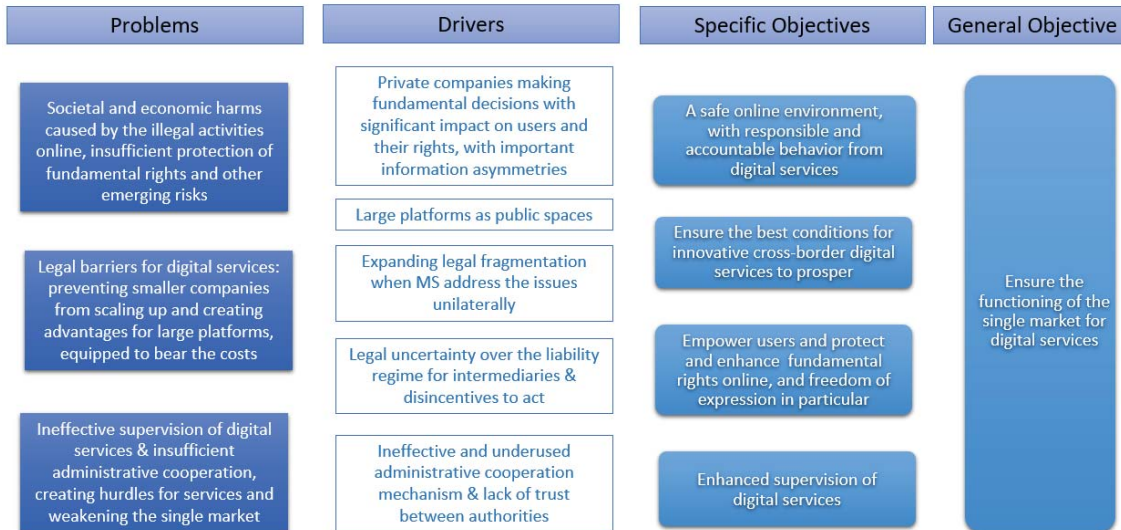 Problems
Societal and economic harms
caused by the illegal activities
online, insufficient protection of
fundamental rights and other
emerging risks
Legal barriers for digital services:
preventing smaller companies
from scaling up and creating
advantages for large platforms,
equipped to bear the costs
Ineffective supervision of digital
services & insufficient
administrative cooperation,
creating hurdles for services and
weakening the single market
Drivers
Private companies making
fundamental decisions with
significant impact on users and
their rights, with important
information asymmetries
Large platforms as public spaces
Expanding legal fragmentation
when MS address the issues
unilaterally
Legal uncertainty over the liability
regime for intermediaries &
disincentives to act
Ineffective and underused
administrative cooperation
mechanism & lack of trust
between authorities
Specific Objectives
A safe online environment,
with responsible and
accountable behavior from
digital services
Ensure the best conditions for
innovative cross-border digital
services to prosper
Empower users and protect
and enhance fundamental
rights online, and freedom of
expression in particular
Enhanced supervision of
digital services
General Objective
Ensure the
functioning of the
single market for
digital services